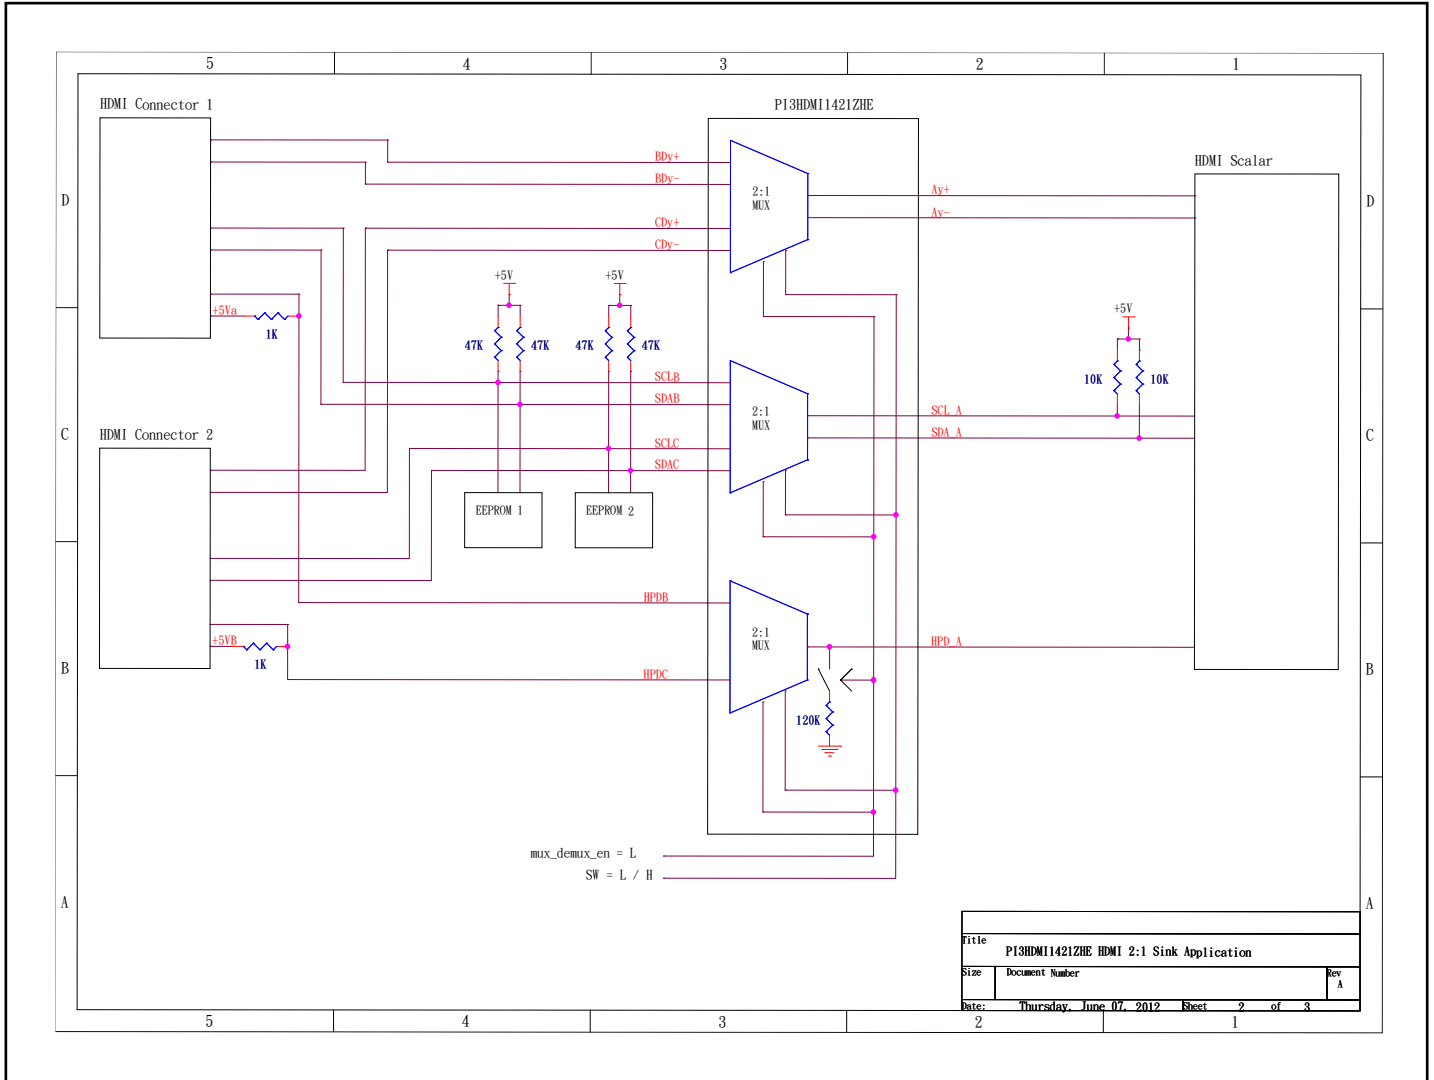 5 4 3 2 1
HDMI Connector 1
PI3HDMI1421ZHE
HDMI Scalar
D
D
BDy+
BDy-
2:1
MUX
Ay+
Ay-
CDy+
CDy-
+5V
+5V
+5Va
1K
+5V
47K
47K
47K
47K
10K
10K
SCLB
SDAB
2:1
MUX
SCL_A
SDA_A
C
C
HDMI Connector 2
SCLC
SDAC
EEPROM 1
EEPROM 2
HPDB
2:1
MUX
+5VB
1K
HPD_A
B
B
HPDC
120K
mux_demux_en = L
SW = L / H
A
A
Title
PI3HDMI1421ZHE HDMI 2:1 Sink Application
Size
Document Number
Rev
A
Date: Thursday, June 07, 2012 Sheet 2 of 3
5 4 3 2 1